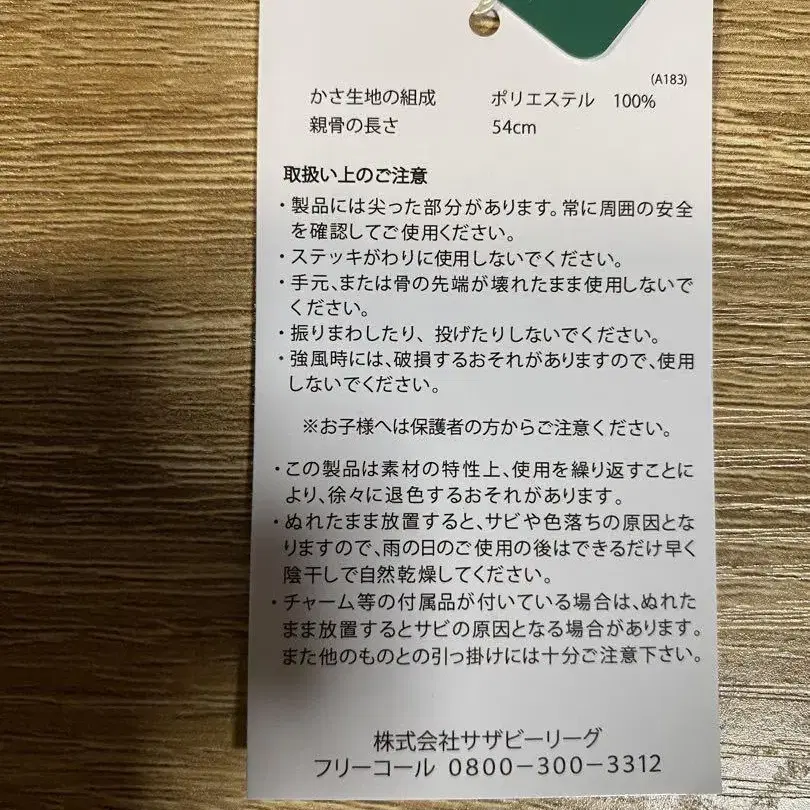 (A183)
かさ生地の組成 ポリエステル 100%
親骨の長さ 54cm
取扱い上のご注意
・製品には尖った部分があります。常に周囲の安全
を確認してご使用ください。
・ステッキがわりに使用しないでください。
・手元、または骨の先端が壊れたまま使用しないで
ください。
・振りまわしたり、投げたりしないでください。
・強風時には、破損するおそれがありますので、使用
しないでください。
※お子様へは保護者の方からご注意ください。
・この製品は素材の特性上、使用を繰り返すことに
より、徐々に退色するおそれがあります。
・ぬれたまま放置すると、サビや色落ちの原因とな
りますので、雨の日のご使用の後はできるだけ早く
陰干しで自然乾燥してください。
・チャーム等の付属品が付いている場合は、ぬれた
まま放置するとサビの原因となる場合があります。
また他のものとの引っ掛けには十分ご注意下さい。
株式会社サザビーリーグ
フリーコール 0800-300-3312